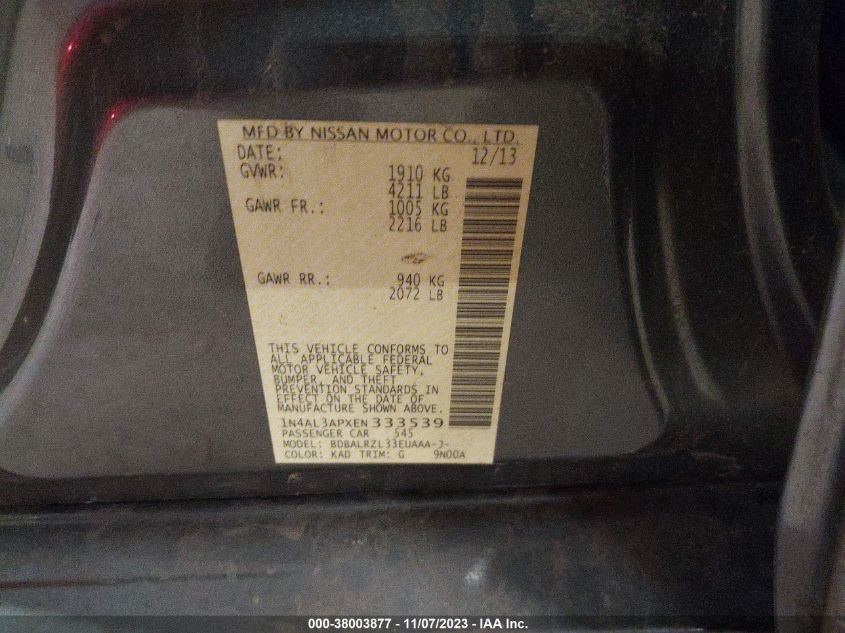 MFD BY NISSAN MOTOR CO., LTD.
DATE: 12/13
GVWR: 1910 KG
4211 LB
GAWR FR.: 1005 KG
2216 LB
GAWR RR.: 940 KG
2072 LB
THIS VEHICLE CONFORMS TO
ALL APPLICABLE FEDERAL
MOTOR VEHICLE SAFETY,
BUMPER, AND THEFT
PREVENTION STANDARDS IN
EFFECT ON THE DATE OF
MANUFACTURE SHOWN ABOVE.
1N4AL3APXEN333539
PASSENGER CAR 545
MODEL: BDBALRZL33EUAAA-J-
COLOR: KAD TRIM: G 9N00A
000-38003877 - 11/07/2023 - IAA Inc.